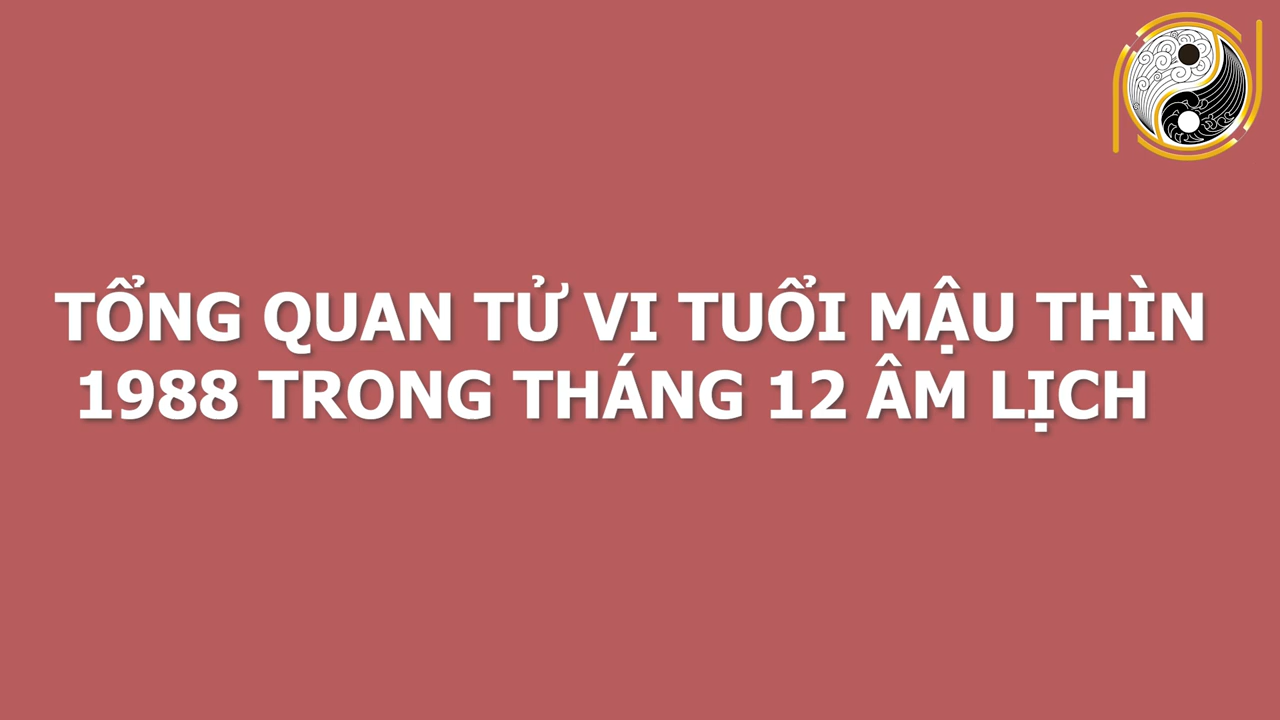 TỔNG QUAN TỬ VI TUỔI MẬU THÌN
1988 TRONG THÁNG 12 ÂM LỊCH